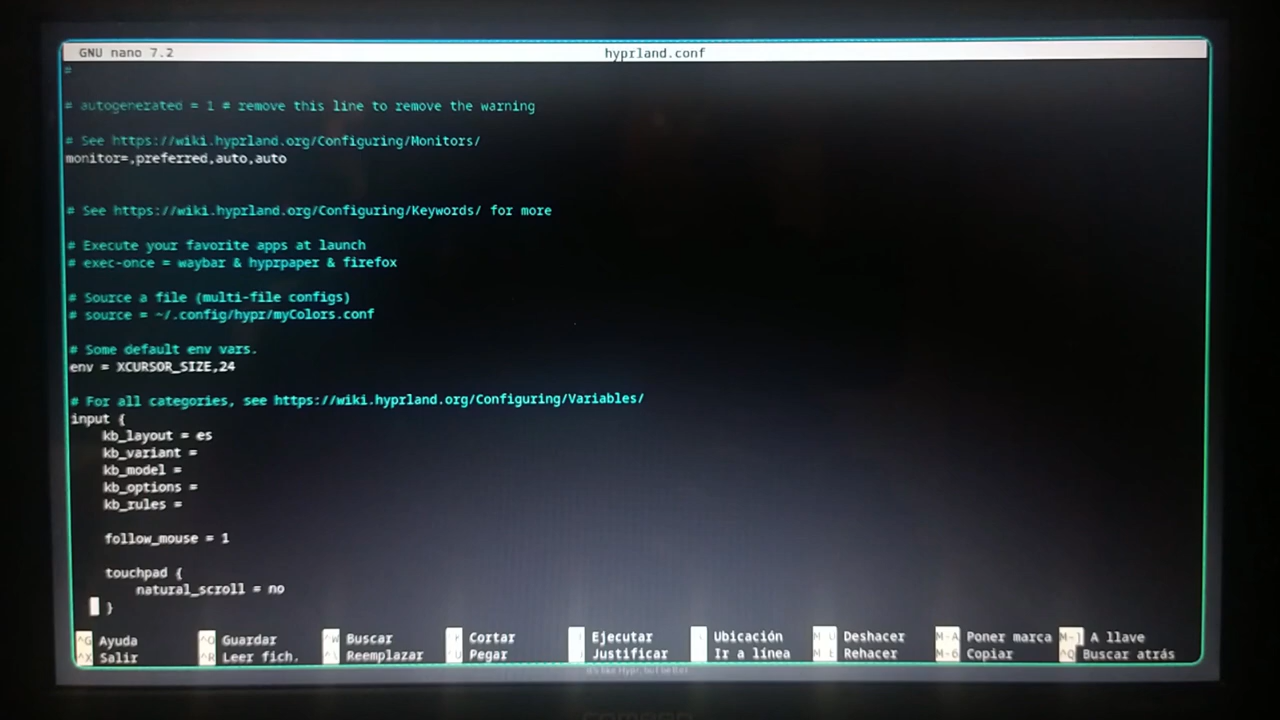 GNU nano 7.2 hyprland.conf
#
# autogenerated = 1 # remove this line to remove the warning
# See https://wiki.hyprland.org/Configuring/Monitors/
monitor=,preferred,auto,auto
# See https://wiki.hyprland.org/Configuring/Keywords/ for more
# Execute your favorite apps at launch
# exec-once = waybar & hyprpaper & firefox
# Source a file (multi-file configs)
# source = ~/.config/hypr/myColors.conf
# Some default env vars.
env = XCURSOR_SIZE,24
# For all categories, see https://wiki.hyprland.org/Configuring/Variables/
input {
    kb_layout = es
    kb_variant =
    kb_model =
    kb_options =
    kb_rules =
    follow_mouse = 1
    touchpad {
        natural_scroll = no
    }
^G Ayuda ^O Guardar ^W Buscar Cortar Ejecutar Ubicación M-U Deshacer M-A Poner marca M-] A llave
^X Salir ^R Leer fich. ^\ Reemplazar ^U Pegar Justificar Ir a línea M-E Rehacer M-6 Copiar ^Q Buscar atrás